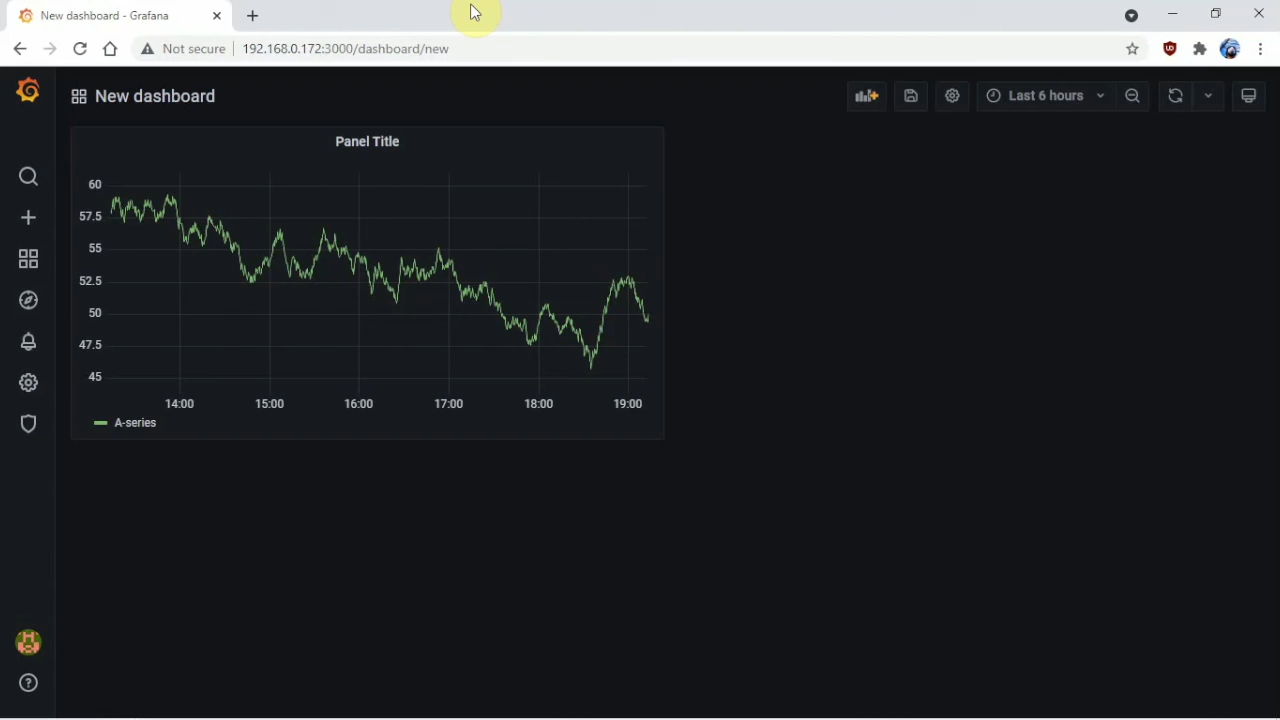 New dashboard - Grafana
Not secure
192.168.0.172:3000/dashboard/new
New dashboard
Last 6 hours
Panel Title
60
57.5
55
52.5
50
47.5
45
14:00 15:00 16:00 17:00 18:00 19:00
A-series